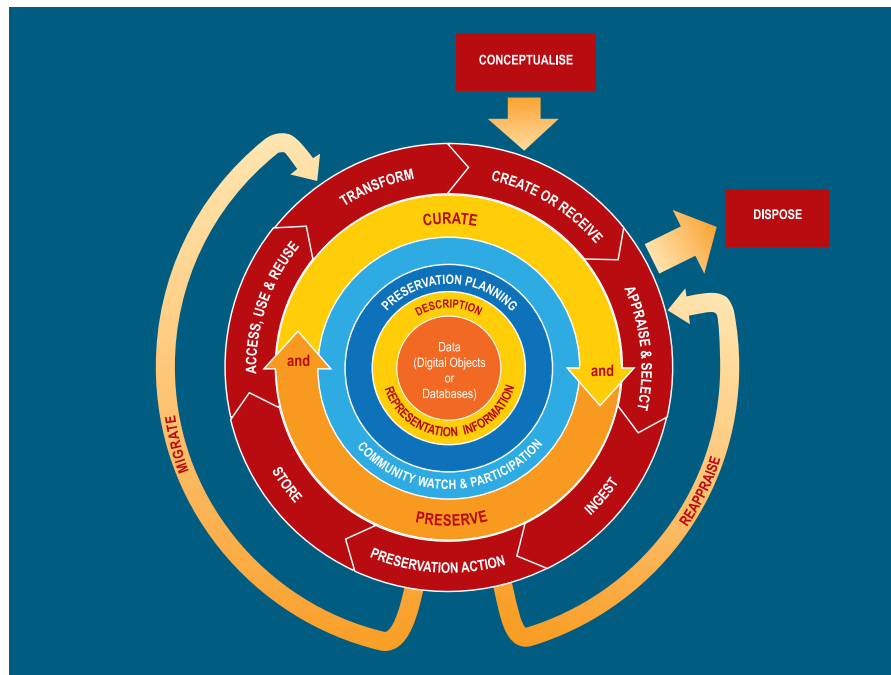 CONCEPTUALISE
DISPOSE
TRANSFORM
CREATE OR RECEIVE
APPRAISE & SELECT
INGEST
PRESERVATION ACTION
STORE
ACCESS, USE & REUSE
MIGRATE
REAPPRAISE
CURATE
and
PRESERVE
and
COMMUNITY WATCH & PARTICIPATION
PRESERVATION PLANNING
DESCRIPTION
REPRESENTATION INFORMATION
Data
(Digital Objects
or
Databases)